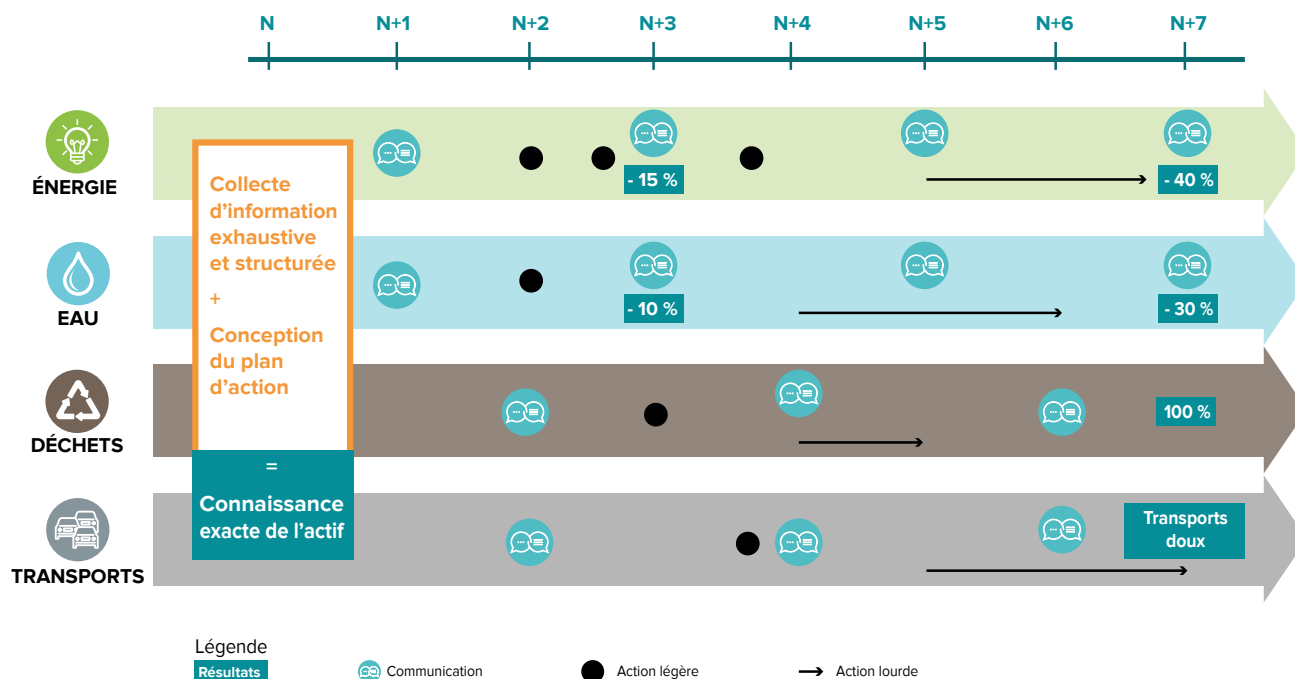 N N+1 N+2 N+3 N+4 N+5 N+6 N+7
ÉNERGIE
- 15 %
- 40 %
Collecte
d'information
exhaustive
et structurée
+
Conception
du plan
d'action
=
Connaissance
exacte de l'actif
EAU
- 10 %
- 30 %
DÉCHETS
100 %
TRANSPORTS
Transports
doux
Légende
Résultats
Communication
Action légère
Action lourde